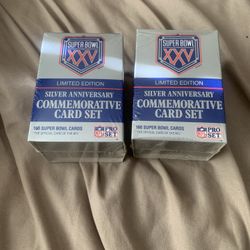 SUPER BOWL
XXV
LIMITED EDITION
SILVER ANNIVERSARY
COMMEMORATIVE
CARD SET
160 SUPER BOWL CARDS
PRO
SET
SUPER BOWL
XXV
LIMITED EDITION
SILVER ANNIVERSARY
COMMEMORATIVE
CARD SET
160 SUPER BOWL CARDS
PRO
SET